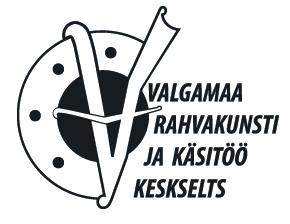 VALGAMAA
RAHVAKUNSTI
JA KÄSITÖÖ
KESKSELTS